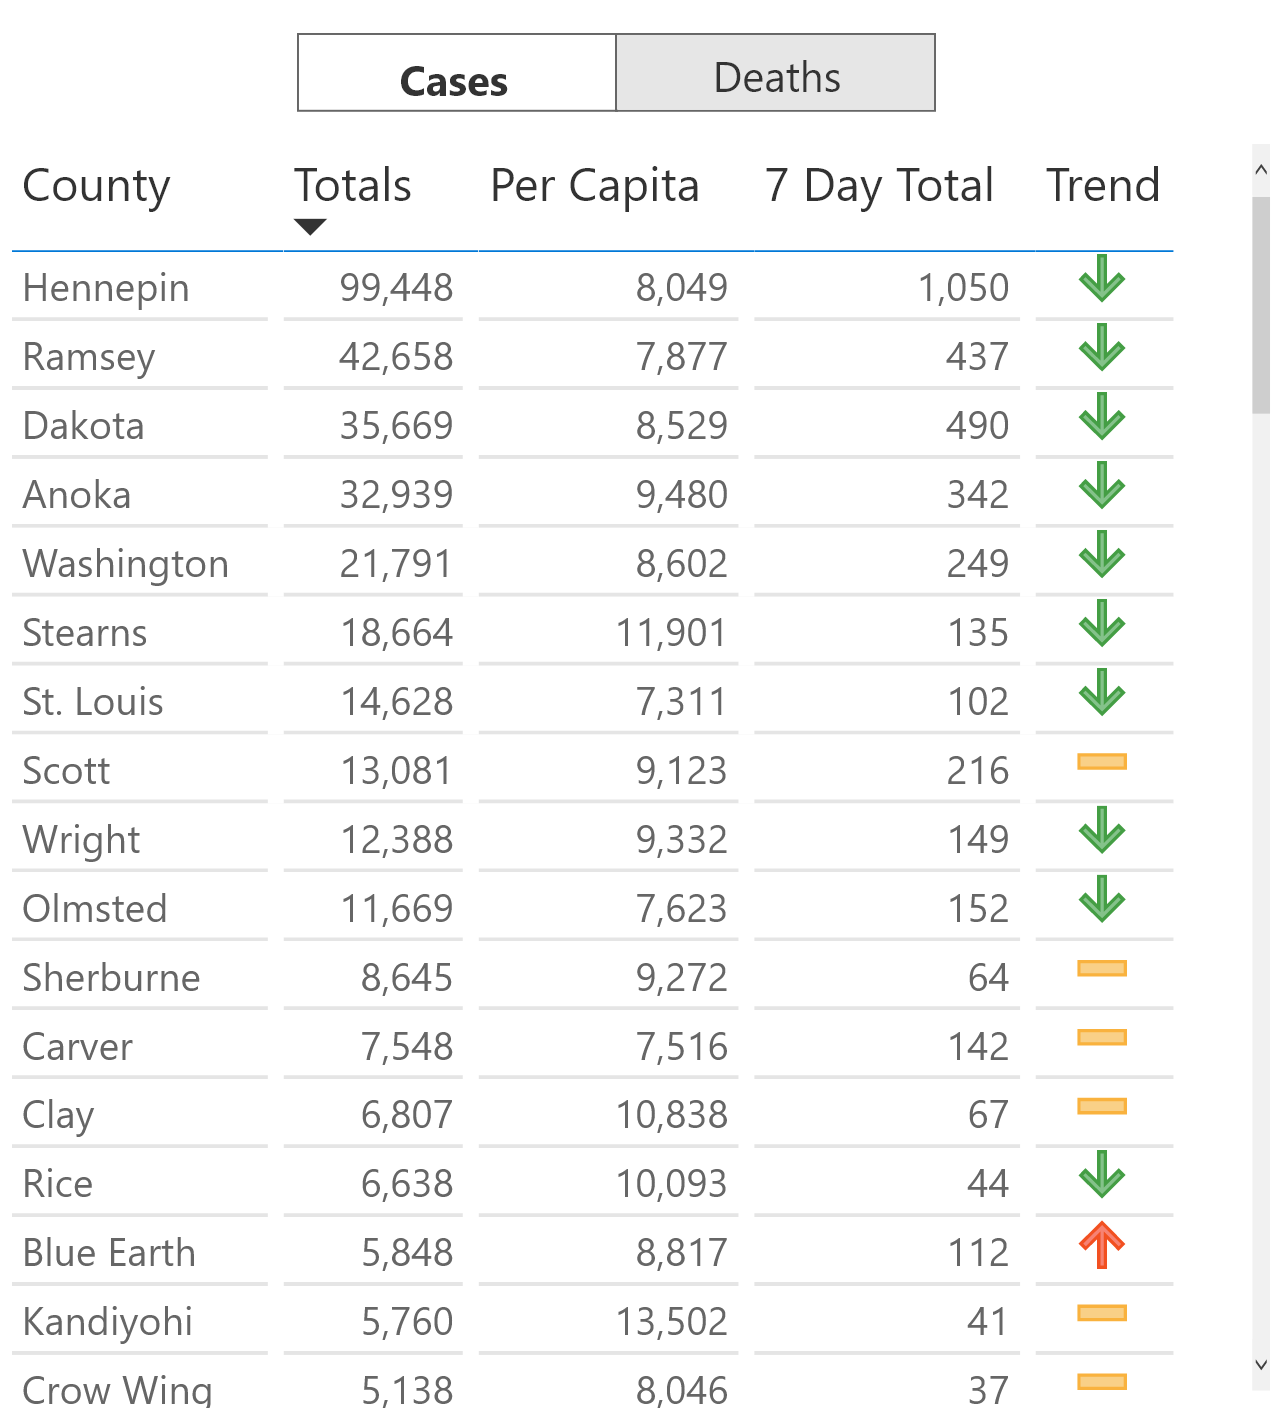 Cases Deaths
County Totals Per Capita 7 Day Total Trend
Hennepin 99,448 8,049 1,050
Ramsey 42,658 7,877 437
Dakota 35,669 8,529 490
Anoka 32,939 9,480 342
Washington 21,791 8,602 249
Stearns 18,664 11,901 135
St. Louis 14,628 7,311 102
Scott 13,081 9,123 216
Wright 12,388 9,332 149
Olmsted 11,669 7,623 152
Sherburne 8,645 9,272 64
Carver 7,548 7,516 142
Clay 6,807 10,838 67
Rice 6,638 10,093 44
Blue Earth 5,848 8,817 112
Kandiyohi 5,760 13,502 41
Crow Wing 5,138 8,046 37